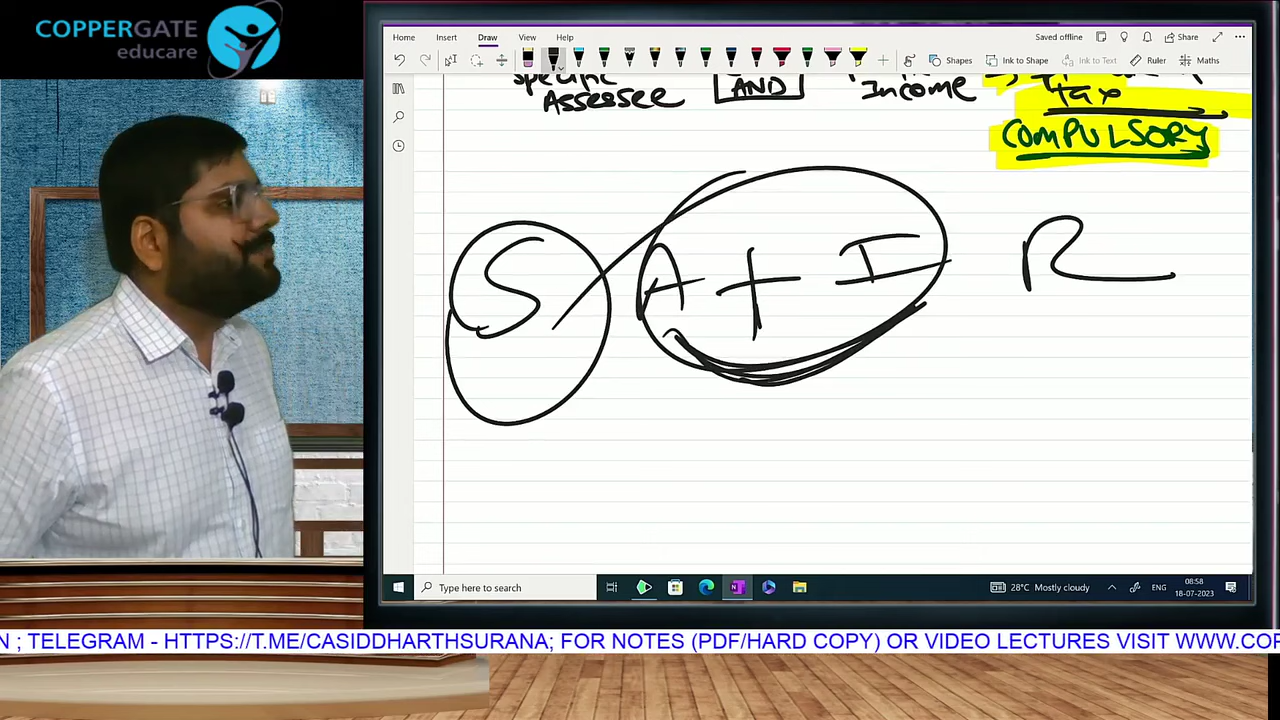 COPPERGATE
educare
Home Insert Draw View Help
Saved offline
Share
Shapes Ink to Shape Ink to Text Ruler Maths
Specific
Assessee AND Income
tax
COMPULSORY
S A + I R
Type here to search
28°C Mostly cloudy
ENG
08:58
18-07-2023
N ; TELEGRAM - HTTPS://T.ME/CASIDDHARTHSURANA; FOR NOTES (PDF/HARD COPY) OR VIDEO LECTURES VISIT WWW.COP